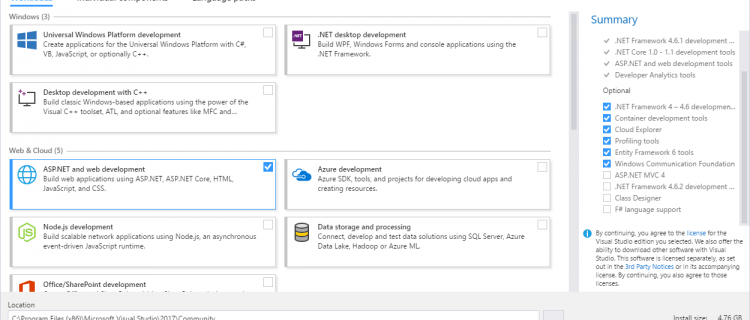 Workloads Individual components Language packs
Windows (3)
Universal Windows Platform development
Create applications for the Universal Windows Platform with C#,
VB, JavaScript, or optionally C++.
.NET
.NET desktop development
Build WPF, Windows Forms and console applications using the
.NET Framework.
Desktop development with C++
Build classic Windows-based applications using the power of the
Visual C++ toolset, ATL, and optional features like MFC and...
Web & Cloud (5)
ASP.NET and web development
Build web applications using ASP.NET, ASP.NET Core, HTML,
JavaScript, and CSS.
Azure development
Azure SDK, tools, and projects for developing cloud apps and
creating resources.
Node.js development
Build scalable network applications using Node.js, an asynchronous
event-driven JavaScript runtime.
Data storage and processing
Connect, develop and test data solutions using SQL Server, Azure
Data Lake, Hadoop or Azure ML.
Office/SharePoint development
Summary
.NET Framework 4.6.1 development ...
.NET Core 1.0 - 1.1 development tools
ASP.NET and web development tools
Developer Analytics tools
Optional
.NET Framework 4 – 4.6 developmen...
Container development tools
Cloud Explorer
Profiling tools
Entity Framework 6 tools
Windows Communication Foundation
ASP.NET MVC 4
.NET Framework 4.6.2 development ...
Class Designer
F# language support
By continuing, you agree to the license for the
Visual Studio edition you selected. We also offer the
ability to download other software with Visual
Studio. This software is licensed separately, as set
out in the 3rd Party Notices or in its accompanying
license. By continuing, you also agree to those
licenses.
Location
C:\Program Files (x86)\Microsoft Visual Studio\2017\Community
Install size: 4.76 GB